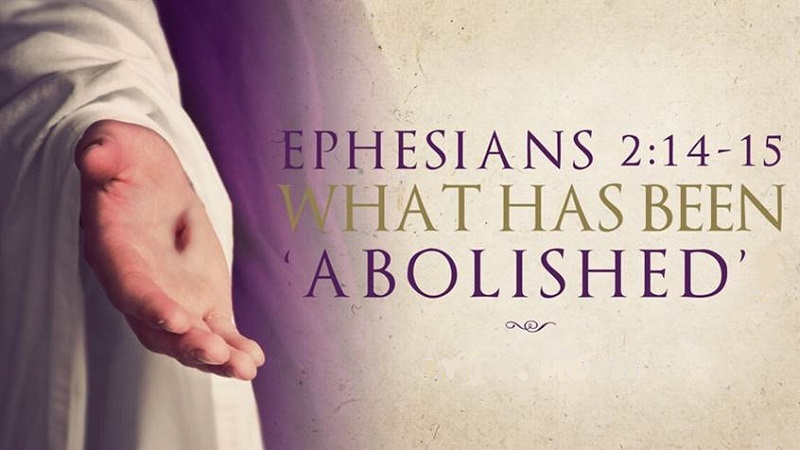 EPHESIANS 2:14-15
WHAT HAS BEEN
‘ABOLISHED’